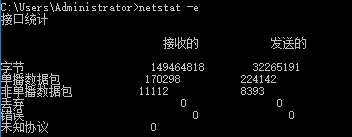 C:\Users\Administrator>netstat -e
接口统计
接收的 发送的
字节 149464818 32265191
单播数据包 170298 224142
非单播数据包 11112 8393
丢弃 0 0
错误 0 0
未知协议 0